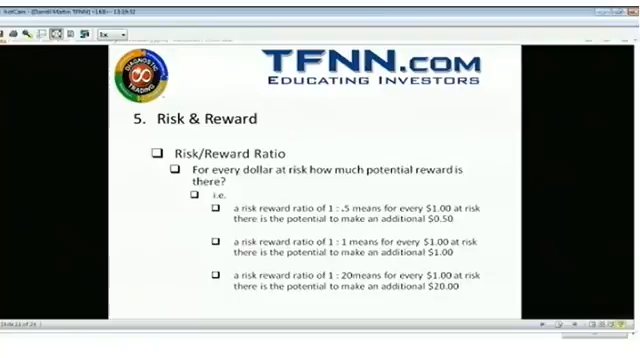 TFNN.COM
EDUCATING INVESTORS
DIAGNOSTIC
TRADING
1x
5. Risk & Reward
Risk/Reward Ratio
For every dollar at risk how much potential reward is
there?
i.e.
a risk reward ratio of 1 : .5 means for every $1.00 at risk
there is the potential to make an additional $0.50
a risk reward ratio of 1 : 1 means for every $1.00 at risk
there is the potential to make an additional $1.00
a risk reward ratio of 1 : 20means for every $1.00 at risk
there is the potential to make an additional $20.00